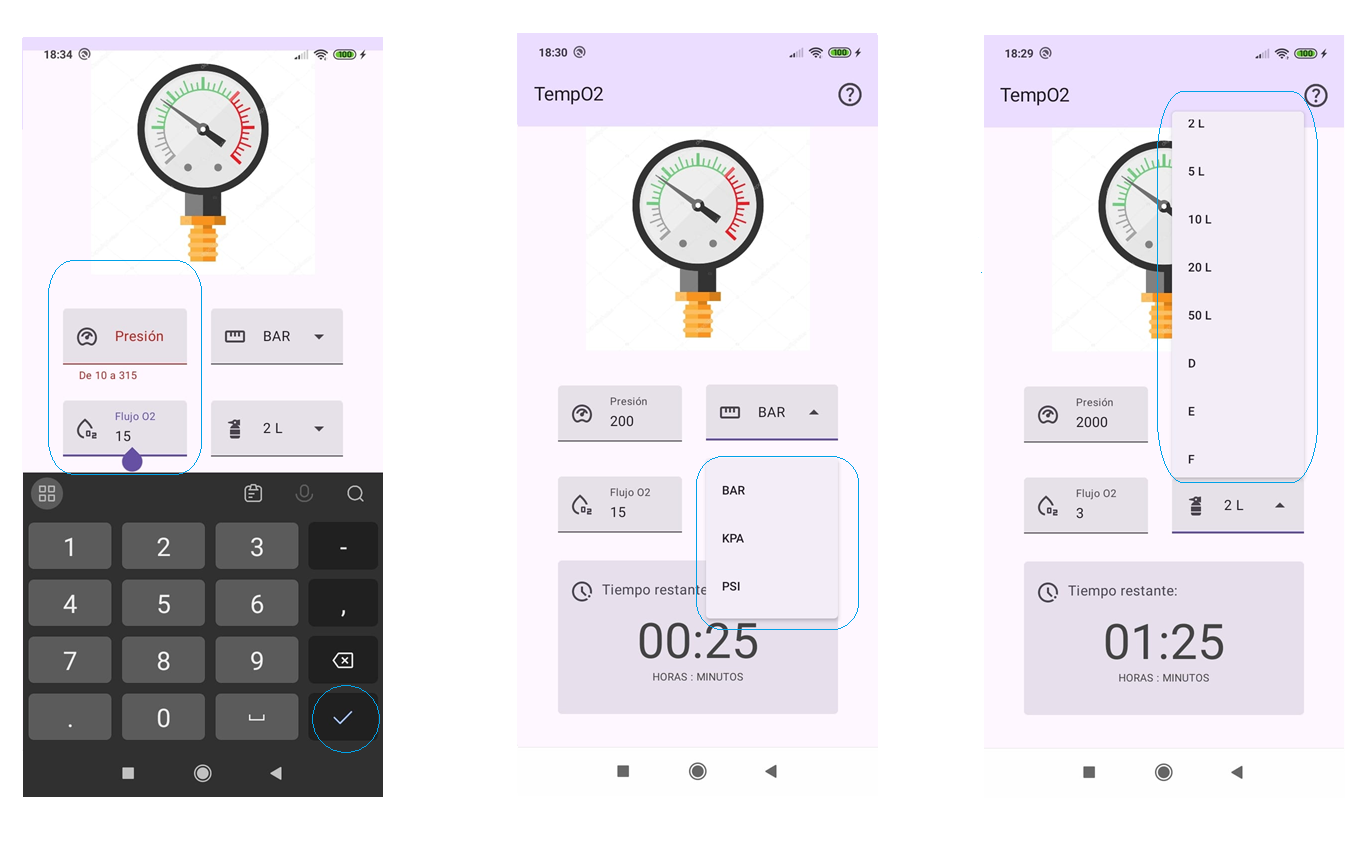 18:34
100
Presión
BAR
De 10 a 315
Flujo O2
15
2 L
O2
1
2
3
-
4
5
6
,
7
8
9
.
0
18:30
100
TempO2
?
Presión
200
BAR
Flujo O2
15
O2
BAR
KPA
PSI
Tiempo restante
00:25
HORAS : MINUTOS
18:29
100
TempO2
?
2 L
5 L
10 L
20 L
50 L
D
E
F
Presión
2000
Flujo O2
3
O2
2 L
Tiempo restante:
01:25
HORAS : MINUTOS